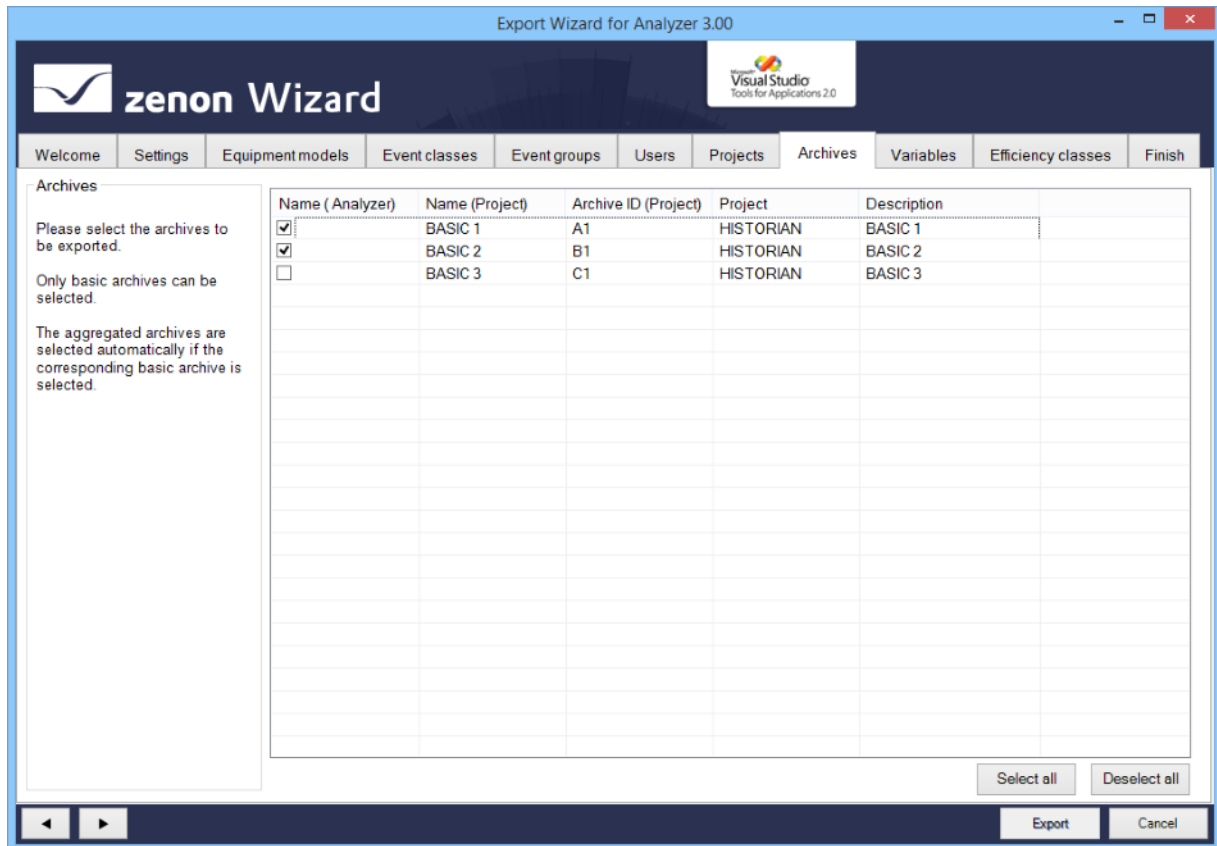 Export Wizard for Analyzer 3.00
zenon Wizard
Microsoft
Visual Studio
Tools for Applications 2.0
Welcome Settings Equipment models Event classes Event groups Users Projects Archives Variables Efficiency classes Finish
Archives
Please select the archives to
be exported.
Only basic archives can be
selected.
The aggregated archives are
selected automatically if the
corresponding basic archive is
selected.
Name ( Analyzer) Name (Project) Archive ID (Project) Project Description
BASIC 1 A1 HISTORIAN BASIC 1
BASIC 2 B1 HISTORIAN BASIC 2
BASIC 3 C1 HISTORIAN BASIC 3
Select all Deselect all
Export Cancel